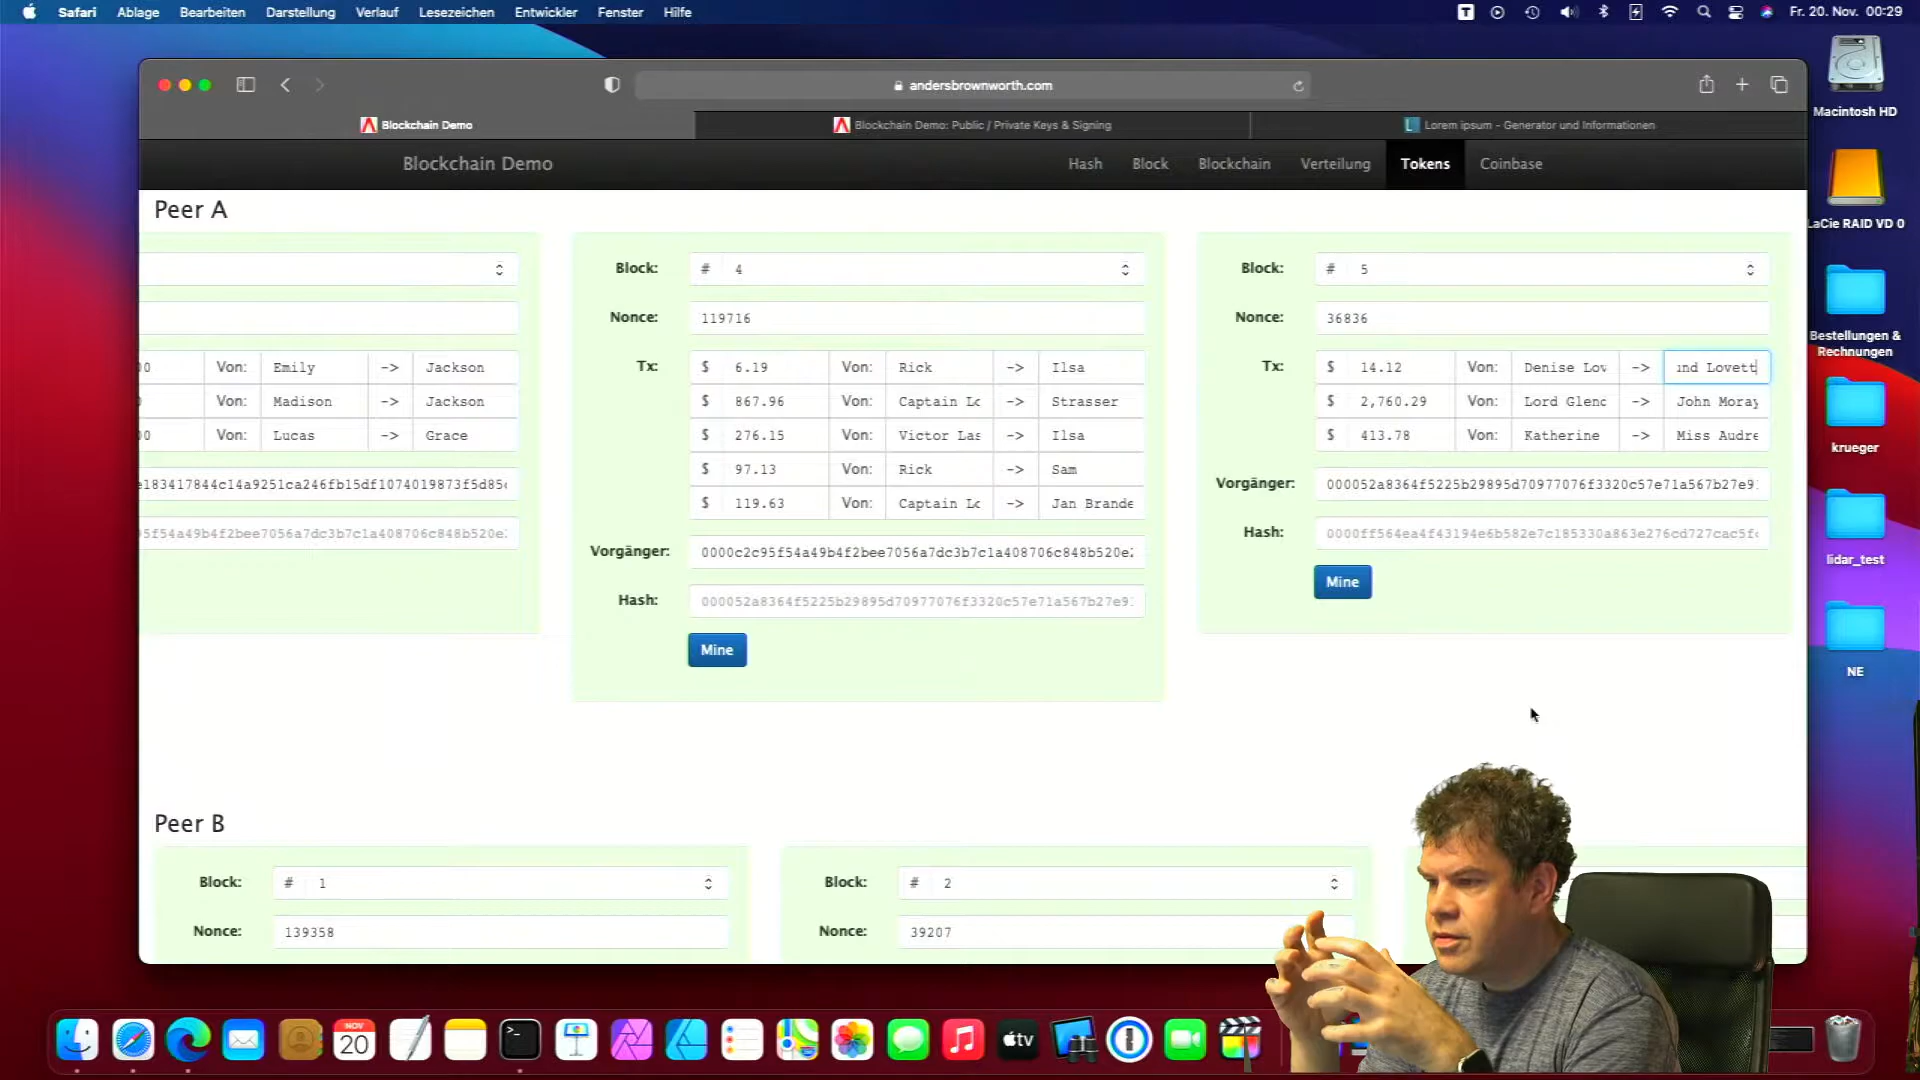 Safari Ablage Bearbeiten Darstellung Verlauf Lesezeichen Entwickler Fenster Hilfe
T
Fr. 20. Nov. 00:29
Macintosh HD
LaCie RAID VD 0
Bestellungen &
Rechnungen
krueger
lidar_test
NE
andersbrownworth.com
Blockchain Demo
Blockchain Demo: Public / Private Keys & Signing
L Lorem ipsum - Generator und Informationen
Blockchain Demo
Hash Block Blockchain Verteilung Tokens Coinbase
Peer A
Von: Emily -> Jackson
Von: Madison -> Jackson
Von: Lucas -> Grace
Block: # 4
Nonce: 119716
Tx: $ 6.19 Von: Rick -> Ilsa
$ 867.96 Von: Captain Lo -> Strasser
$ 276.15 Von: Victor Las -> Ilsa
$ 97.13 Von: Rick -> Sam
$ 119.63 Von: Captain Lo -> Jan Brande
Vorgänger: 0000c2c95f54a49b4f2bee7056a7dc3b7c1a408706c848b520e2
Hash: 000052a8364f5225b29895d70977076f3320c57e71a567b27e9
Mine
Block: # 5
Nonce: 36836
Tx: $ 14.12 Von: Denise Lov -> und Lovett
$ 2,760.29 Von: Lord Glenc -> John Moray
$ 413.78 Von: Katherine -> Miss Audre
Vorgänger: 000052a8364f5225b29895d70977076f3320c57e71a567b27e9
Hash: 0000ff564ea4f43194e6b582e7c185330a863e276cd727cac5f
Mine
Peer B
Block: # 1
Nonce: 139358
Block: # 2
Nonce: 39207
NOV
20
tv